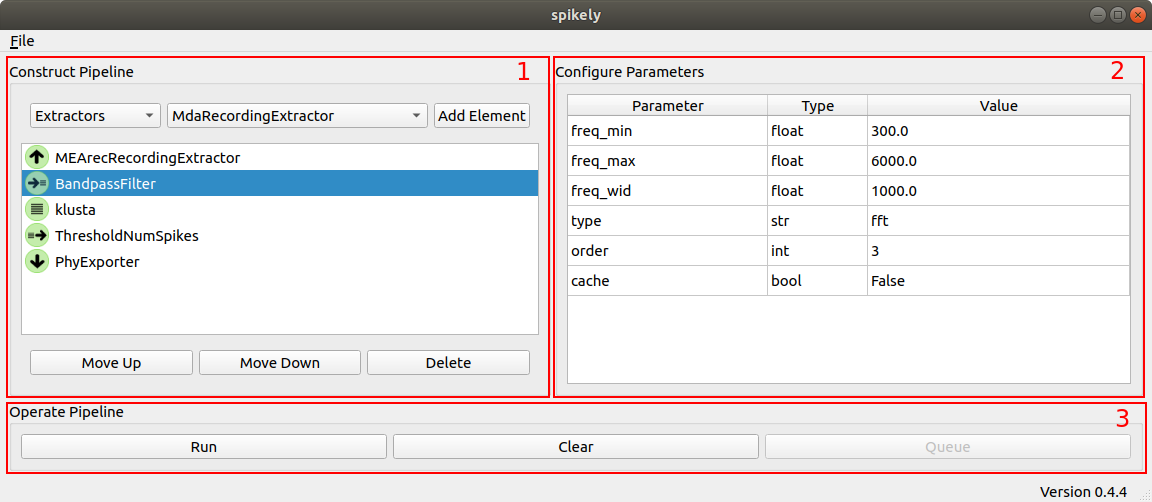 spikely
File
Construct Pipeline 1
Extractors MdaRecordingExtractor Add Element
MEArecRecordingExtractor
BandpassFilter
klusta
ThresholdNumSpikes
PhyExporter
Move Up Move Down Delete
Configure Parameters 2
Parameter Type Value
freq_min float 300.0
freq_max float 6000.0
freq_wid float 1000.0
type str fft
order int 3
cache bool False
Operate Pipeline 3
Run Clear Queue
Version 0.4.4